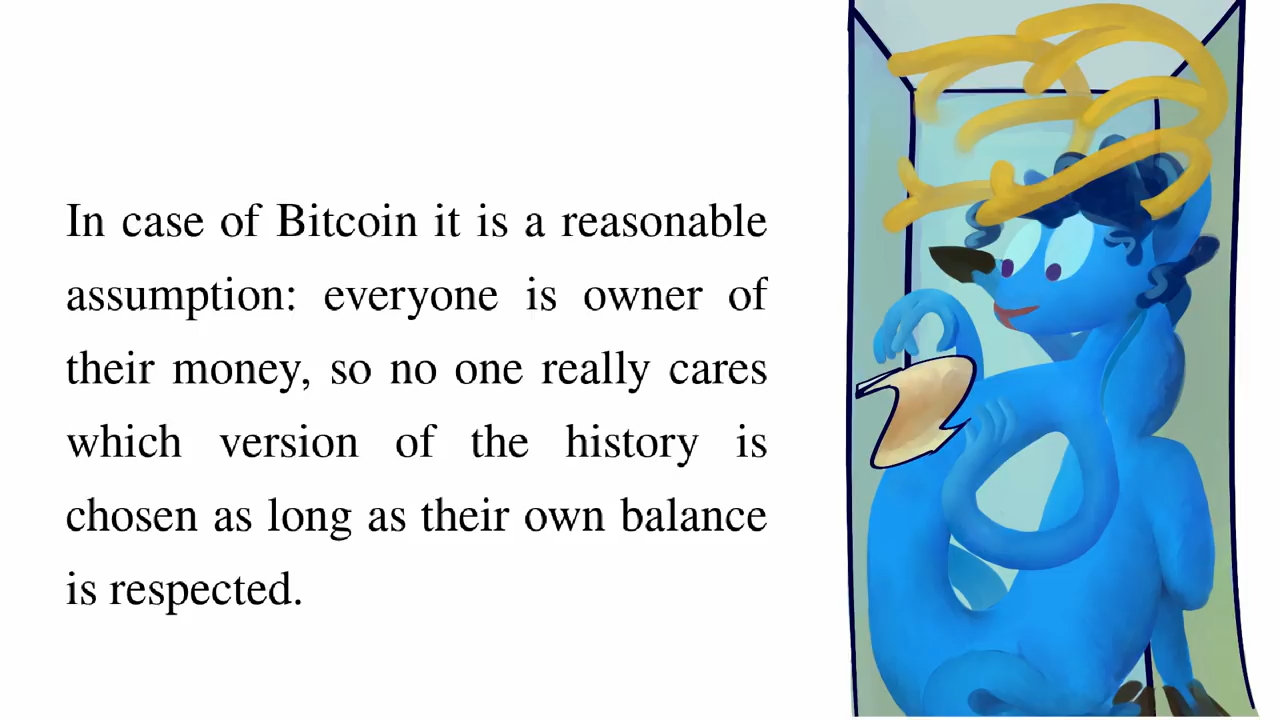 In case of Bitcoin it is a reasonable
assumption: everyone is owner of
their money, so no one really cares
which version of the history is
chosen as long as their own balance
is respected.